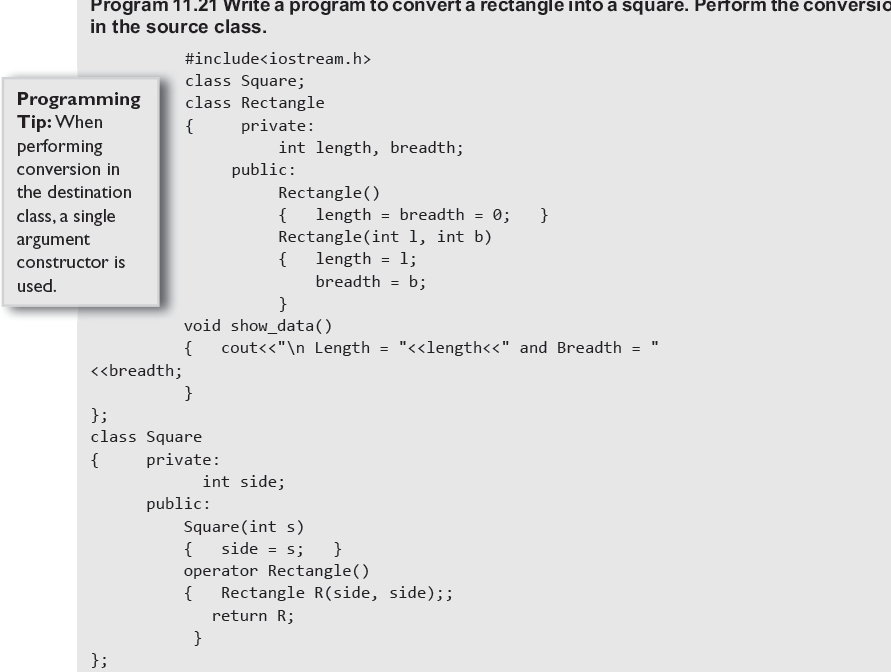 Program 11.21 Write a program to convert a rectangle into a square. Perform the conversio
in the source class.
#include<iostream.h>
class Square;
class Rectangle
{ private:
int length, breadth;
public:
Rectangle()
{ length = breadth = 0; }
Rectangle(int l, int b)
{ length = l;
breadth = b;
}
void show_data()
{ cout<<"\n Length = "<<length<<" and Breadth = "
<<breadth;
}
};
class Square
{ private:
int side;
public:
Square(int s)
{ side = s; }
operator Rectangle()
{ Rectangle R(side, side);;
return R;
}
};
Programming
Tip: When
performing
conversion in
the destination
class, a single
argument
constructor is
used.